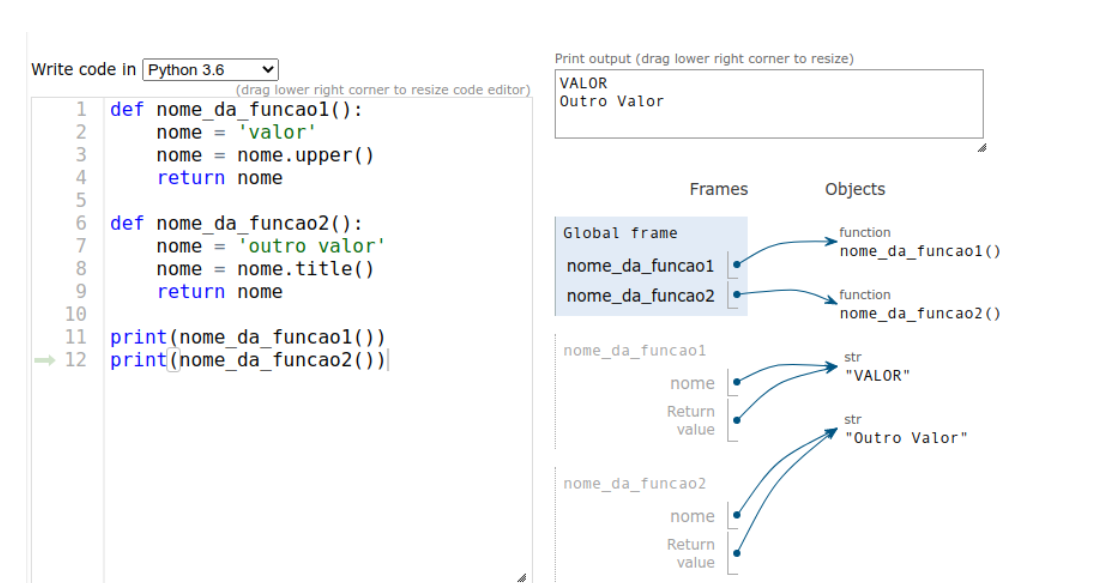 Write code in Python 3.6
(drag lower right corner to resize code editor)
1 def nome_da_funcao1():
2     nome = 'valor'
3     nome = nome.upper()
4     return nome
5
6 def nome_da_funcao2():
7     nome = 'outro valor'
8     nome = nome.title()
9     return nome
10
11 print(nome_da_funcao1())
12 print(nome_da_funcao2())
Print output (drag lower right corner to resize)
VALOR
Outro Valor
Frames Objects
Global frame
nome_da_funcao1
nome_da_funcao2
function
nome_da_funcao1()
function
nome_da_funcao2()
nome_da_funcao1
nome
Return
value
str
"VALOR"
str
"Outro Valor"
nome_da_funcao2
nome
Return
value